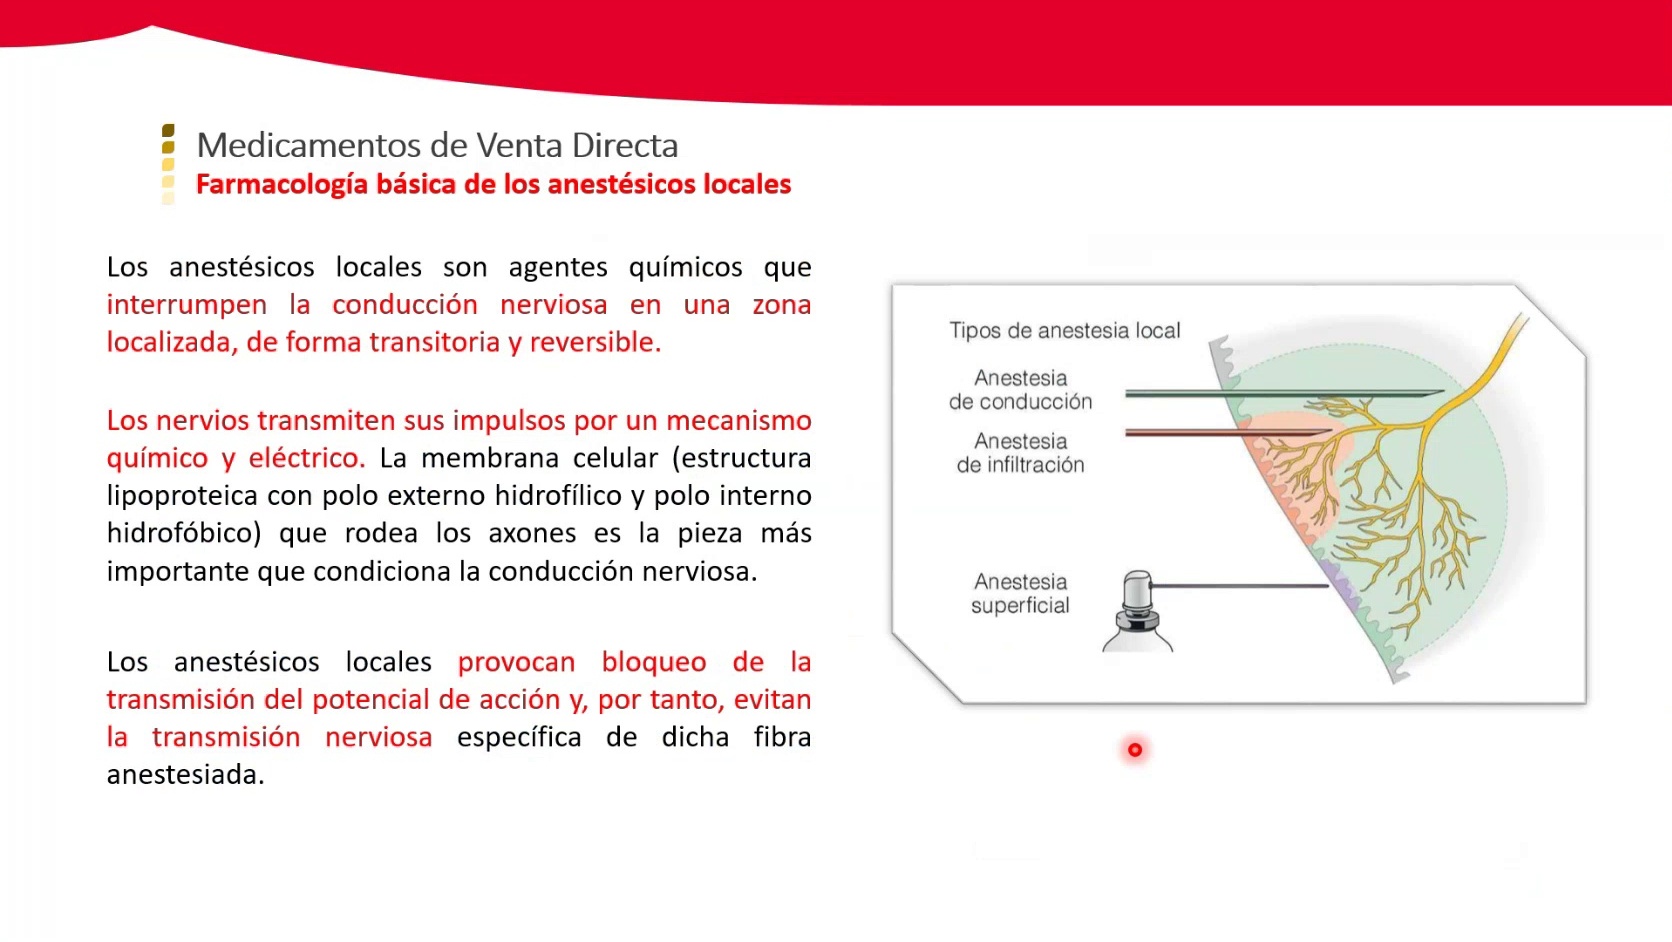 Medicamentos de Venta Directa
Farmacología básica de los anestésicos locales
Los anestésicos locales son agentes químicos que
interrumpen la conducción nerviosa en una zona
localizada, de forma transitoria y reversible.
Los nervios transmiten sus impulsos por un mecanismo
químico y eléctrico. La membrana celular (estructura
lipoproteica con polo externo hidrofílico y polo interno
hidrofóbico) que rodea los axones es la pieza más
importante que condiciona la conducción nerviosa.
Los anestésicos locales provocan bloqueo de la
transmisión del potencial de acción y, por tanto, evitan
la transmisión nerviosa específica de dicha fibra
anestesiada.
Tipos de anestesia local
Anestesia
de conducción
Anestesia
de infiltración
Anestesia
superficial